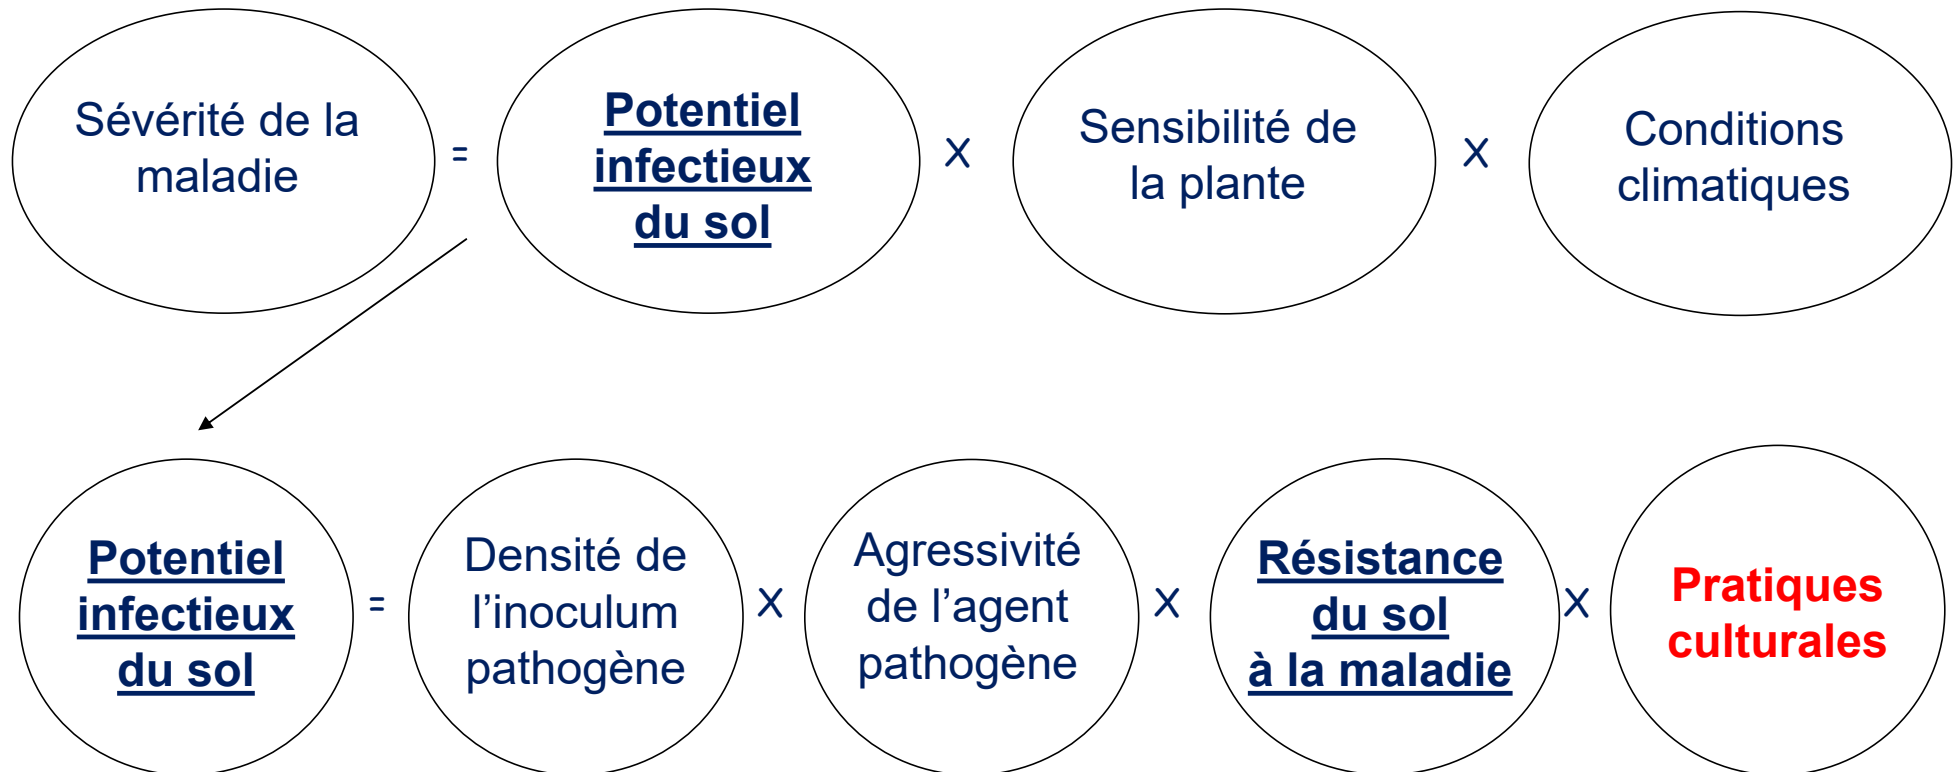 Sévérité de la
maladie
=
Potentiel
infectieux
du sol
X
Sensibilité de
la plante
X
Conditions
climatiques
Potentiel
infectieux
du sol
=
Densité de
l’inoculum
pathogène
X
Agressivité
de l’agent
pathogène
X
Résistance
du sol
à la maladie
X
Pratiques
culturales